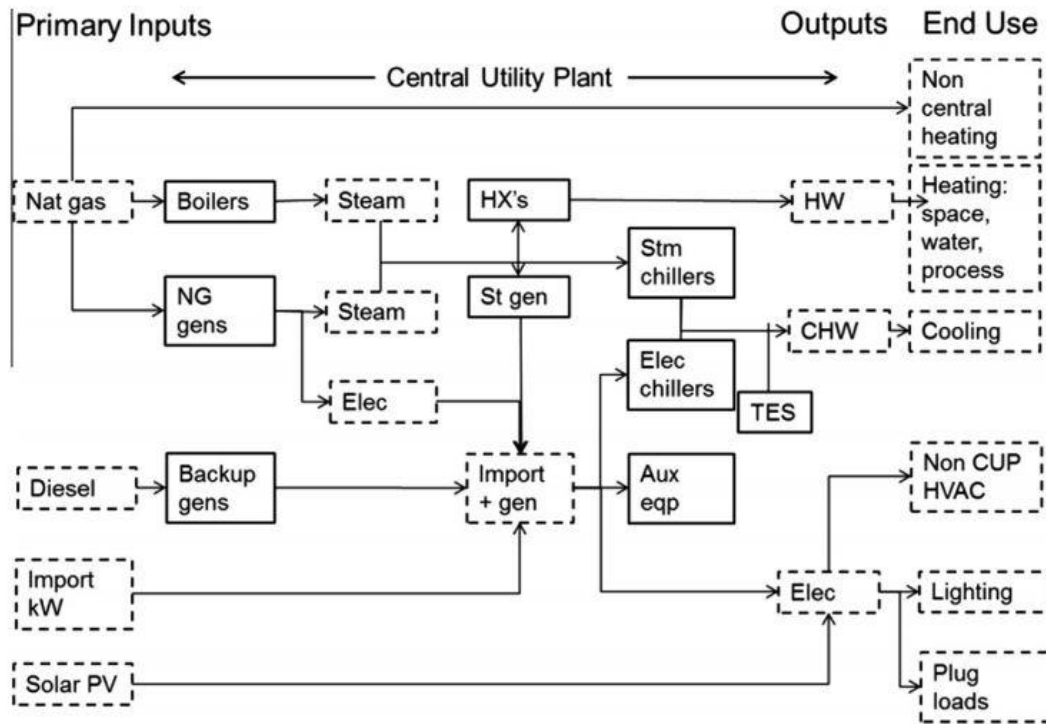 Primary Inputs
Outputs
End Use
Central Utility Plant
Non
central
heating
Nat gas
Boilers
Steam
HX's
HW
Heating:
space,
water,
process
NG
gens
Steam
St gen
Stm
chillers
CHW
Cooling
Elec
Elec
chillers
TES
Diesel
Backup
gens
Import
+ gen
Aux
eqp
Non CUP
HVAC
Import
kW
Elec
Lighting
Solar PV
Plug
loads